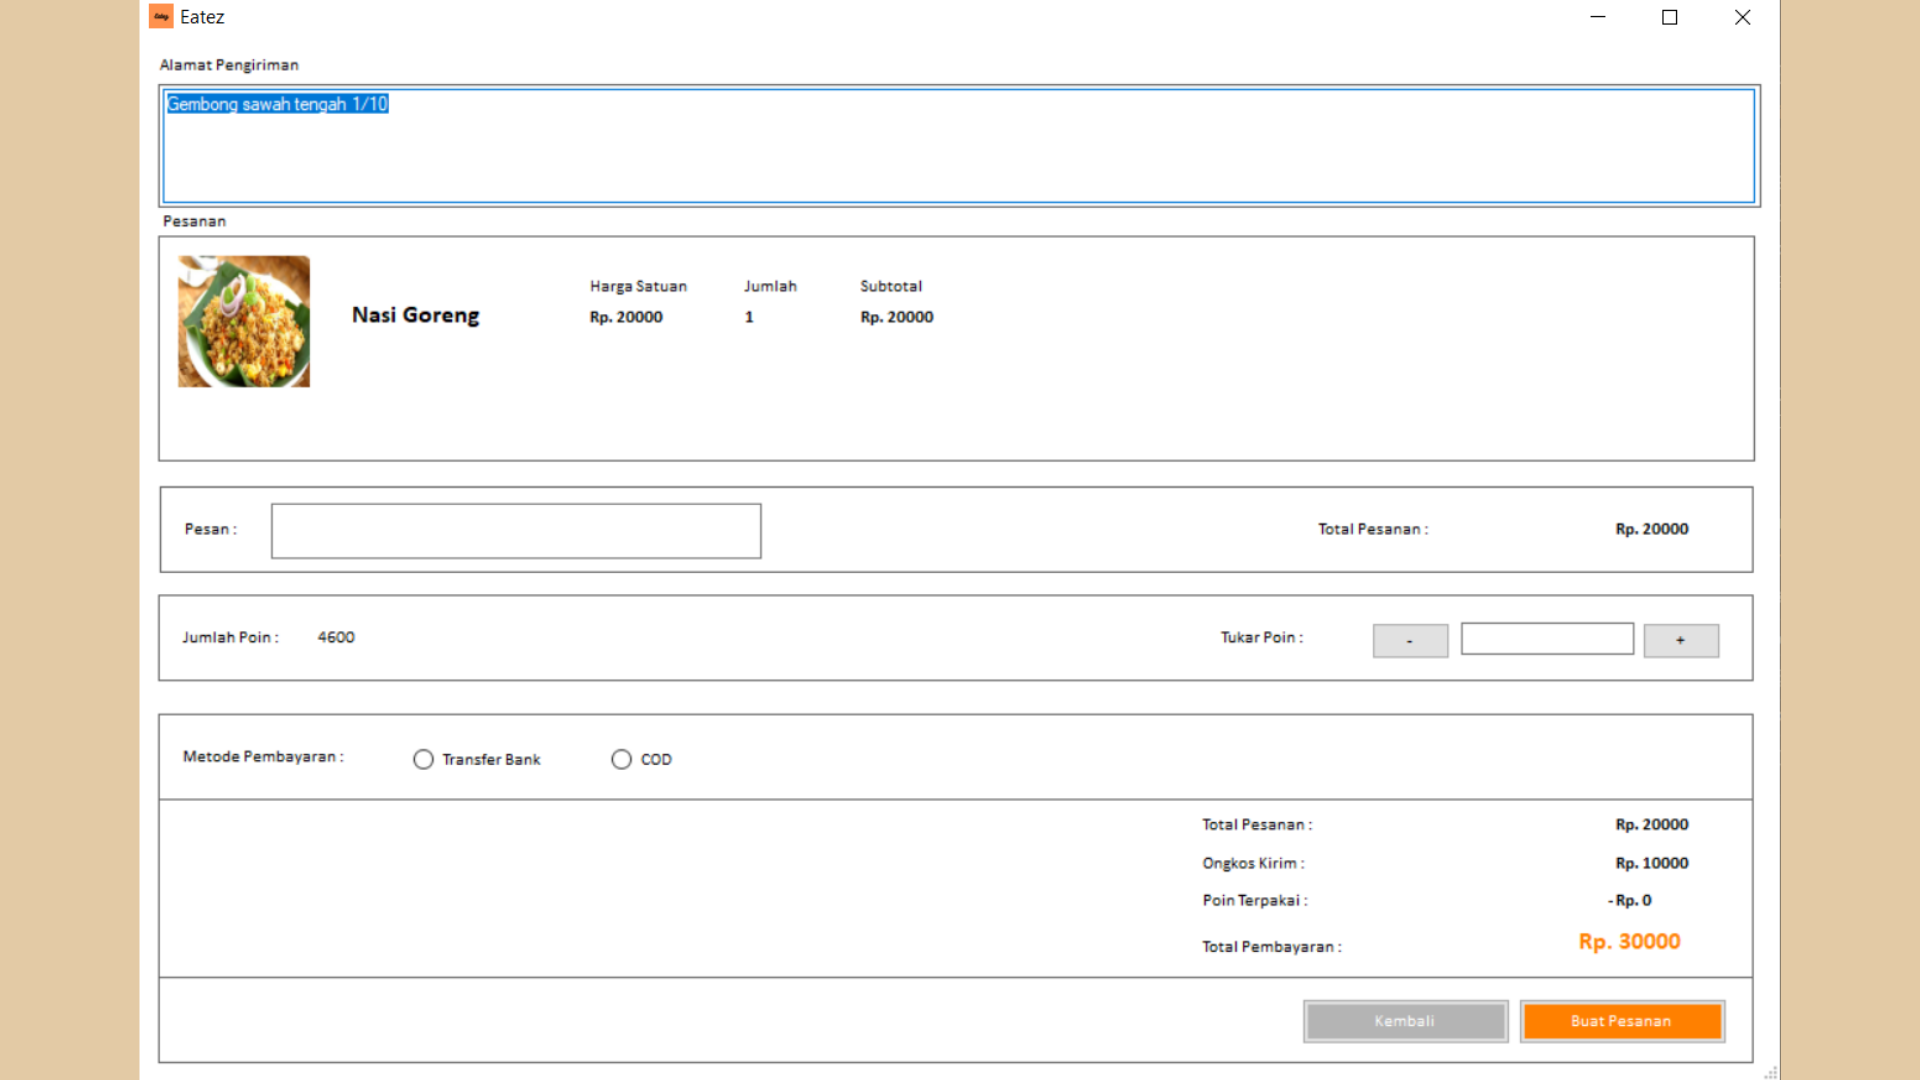 Eatez
Eatez
Alamat Pengiriman
Gembong sawah tengah 1/10
Pesanan
Nasi Goreng
Harga Satuan
Rp. 20000
Jumlah
1
Subtotal
Rp. 20000
Pesan :
Total Pesanan :
Rp. 20000
Jumlah Poin :
4600
Tukar Poin :
-
+
Metode Pembayaran :
Transfer Bank
COD
Total Pesanan :
Rp. 20000
Ongkos Kirim :
Rp. 10000
Poin Terpakai :
- Rp. 0
Total Pembayaran :
Rp. 30000
Kembali
Buat Pesanan